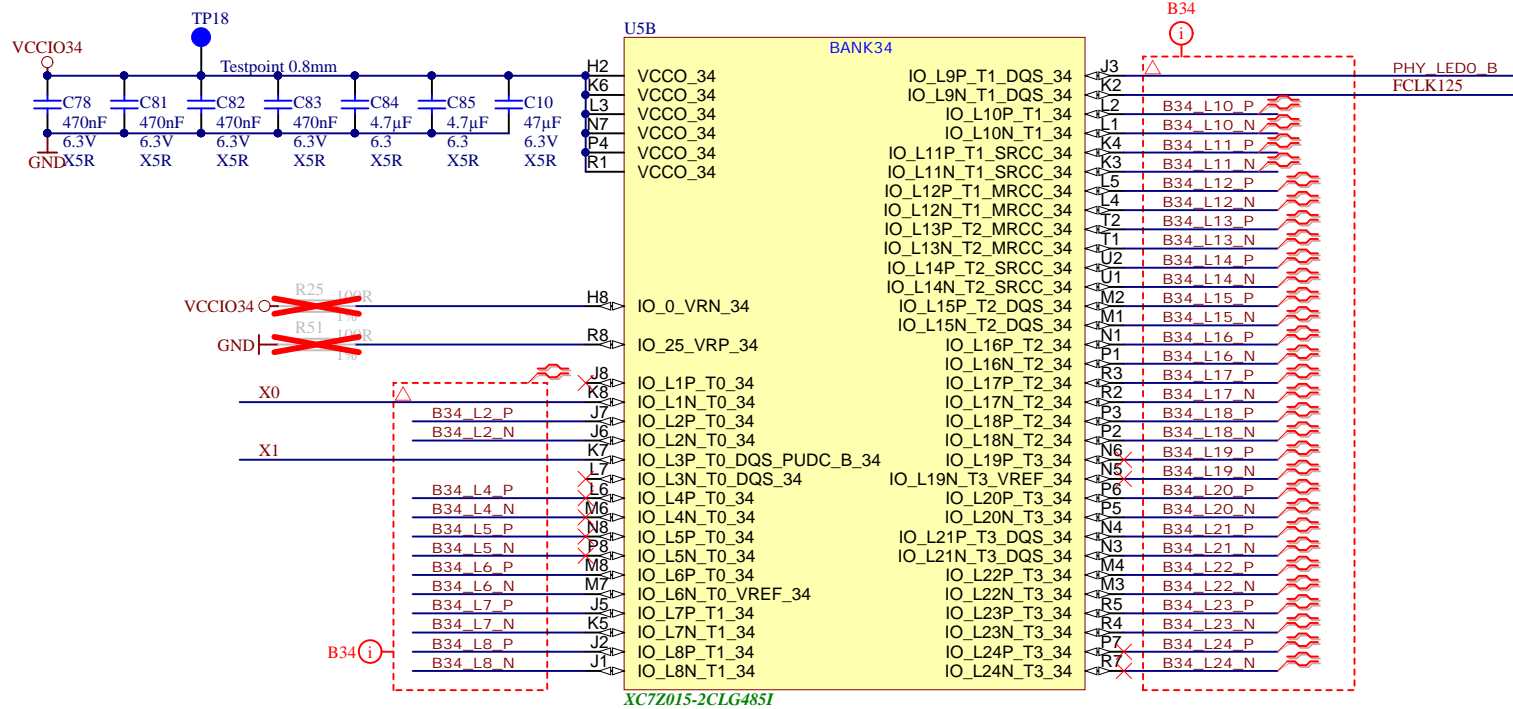 TP18
VCCIO34
Testpoint 0.8mm
C78
470nF
6.3V
X5R
C81
470nF
6.3V
X5R
C82
470nF
6.3V
X5R
C83
470nF
6.3V
X5R
C84
4.7µF
6.3
X5R
C85
4.7µF
6.3
X5R
C10
47µF
6.3V
X5R
GND
U5B
BANK34
H2 VCCO_34
K6 VCCO_34
L3 VCCO_34
N7 VCCO_34
P4 VCCO_34
R1 VCCO_34
VCCIO34 R25 100R 1% H8 IO_0_VRN_34
GND R51 100R 1% R8 IO_25_VRP_34
J8 IO_L1P_T0_34
X0 K8 IO_L1N_T0_34
B34_L2_P J7 IO_L2P_T0_34
B34_L2_N J6 IO_L2N_T0_34
X1 K7 IO_L3P_T0_DQS_PUDC_B_34
L7 IO_L3N_T0_DQS_34
B34_L4_P L6 IO_L4P_T0_34
B34_L4_N M6 IO_L4N_T0_34
B34_L5_P N8 IO_L5P_T0_34
B34_L5_N P8 IO_L5N_T0_34
B34_L6_P M8 IO_L6P_T0_34
B34_L6_N M7 IO_L6N_T0_VREF_34
B34_L7_P J5 IO_L7P_T1_34
B34_L7_N K5 IO_L7N_T1_34
B34 i
B34_L8_P J2 IO_L8P_T1_34
B34_L8_N J1 IO_L8N_T1_34
B34
i
IO_L9P_T1_DQS_34 J3 PHY_LED0_B
IO_L9N_T1_DQS_34 K2 FCLK125
IO_L10P_T1_34 L2 B34_L10_P
IO_L10N_T1_34 L1 B34_L10_N
IO_L11P_T1_SRCC_34 K4 B34_L11_P
IO_L11N_T1_SRCC_34 K3 B34_L11_N
IO_L12P_T1_MRCC_34 L5 B34_L12_P
IO_L12N_T1_MRCC_34 L4 B34_L12_N
IO_L13P_T2_MRCC_34 T2 B34_L13_P
IO_L13N_T2_MRCC_34 T1 B34_L13_N
IO_L14P_T2_SRCC_34 U2 B34_L14_P
IO_L14N_T2_SRCC_34 U1 B34_L14_N
IO_L15P_T2_DQS_34 M2 B34_L15_P
IO_L15N_T2_DQS_34 M1 B34_L15_N
IO_L16P_T2_34 N1 B34_L16_P
IO_L16N_T2_34 P1 B34_L16_N
IO_L17P_T2_34 R3 B34_L17_P
IO_L17N_T2_34 R2 B34_L17_N
IO_L18P_T2_34 P3 B34_L18_P
IO_L18N_T2_34 P2 B34_L18_N
IO_L19P_T3_34 N6 B34_L19_P
IO_L19N_T3_VREF_34 N5 B34_L19_N
IO_L20P_T3_34 P6 B34_L20_P
IO_L20N_T3_34 P5 B34_L20_N
IO_L21P_T3_DQS_34 N4 B34_L21_P
IO_L21N_T3_DQS_34 N3 B34_L21_N
IO_L22P_T3_34 M4 B34_L22_P
IO_L22N_T3_34 M3 B34_L22_N
IO_L23P_T3_34 R5 B34_L23_P
IO_L23N_T3_34 R4 B34_L23_N
IO_L24P_T3_34 P7 B34_L24_P
IO_L24N_T3_34 R7 B34_L24_N
XC7Z015-2CLG485I